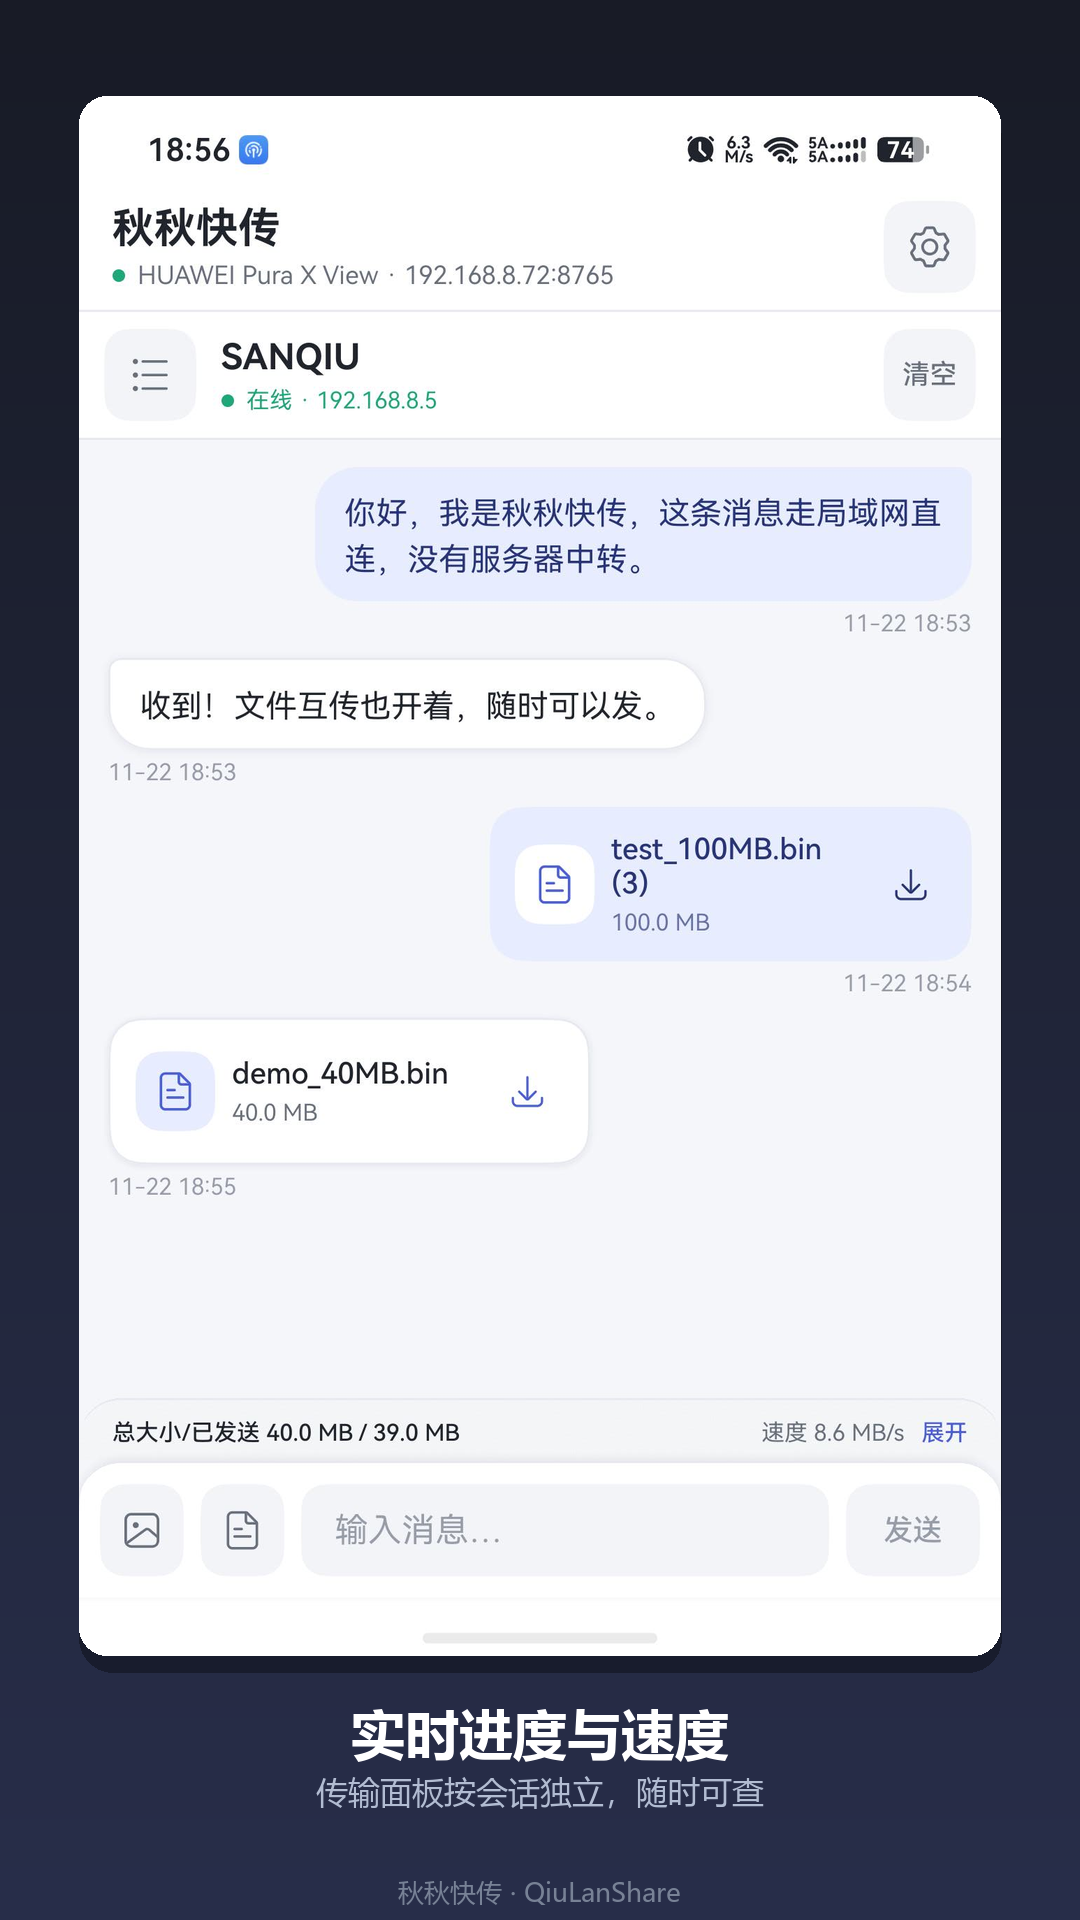 18:56
6.3 M/s
5A
5A
74
秋秋快传
HUAWEI Pura X View · 192.168.8.72:8765
SANQIU
在线 · 192.168.8.5
清空
你好，我是秋秋快传，这条消息走局域网直
连，没有服务器中转。
11-22 18:53
收到！文件互传也开着，随时可以发。
11-22 18:53
test_100MB.bin
(3)
100.0 MB
11-22 18:54
demo_40MB.bin
40.0 MB
11-22 18:55
总大小/已发送 40.0 MB / 39.0 MB
速度 8.6 MB/s 展开
输入消息...
发送
实时进度与速度
传输面板按会话独立，随时可查
秋秋快传 · QiuLanShare